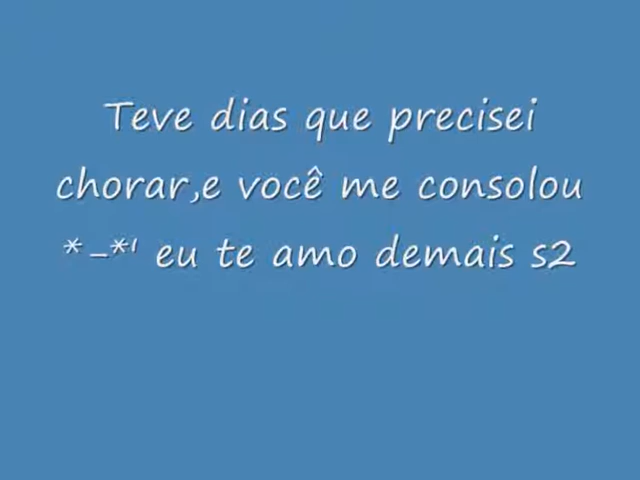 Teve dias que precisei
chorar,e você me consolou
*-*' eu te amo demais s2